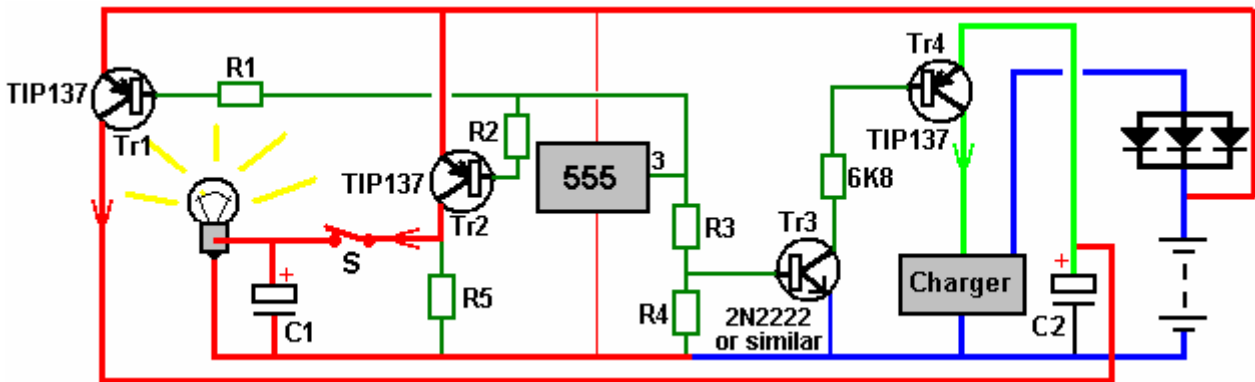 TIP137
Tr1
R1
R2
TIP137
Tr2
S
+
C1
R5
555
3
R3
R4
Tr3
2N2222
or similar
6K8
Tr4
TIP137
Charger
+
C2